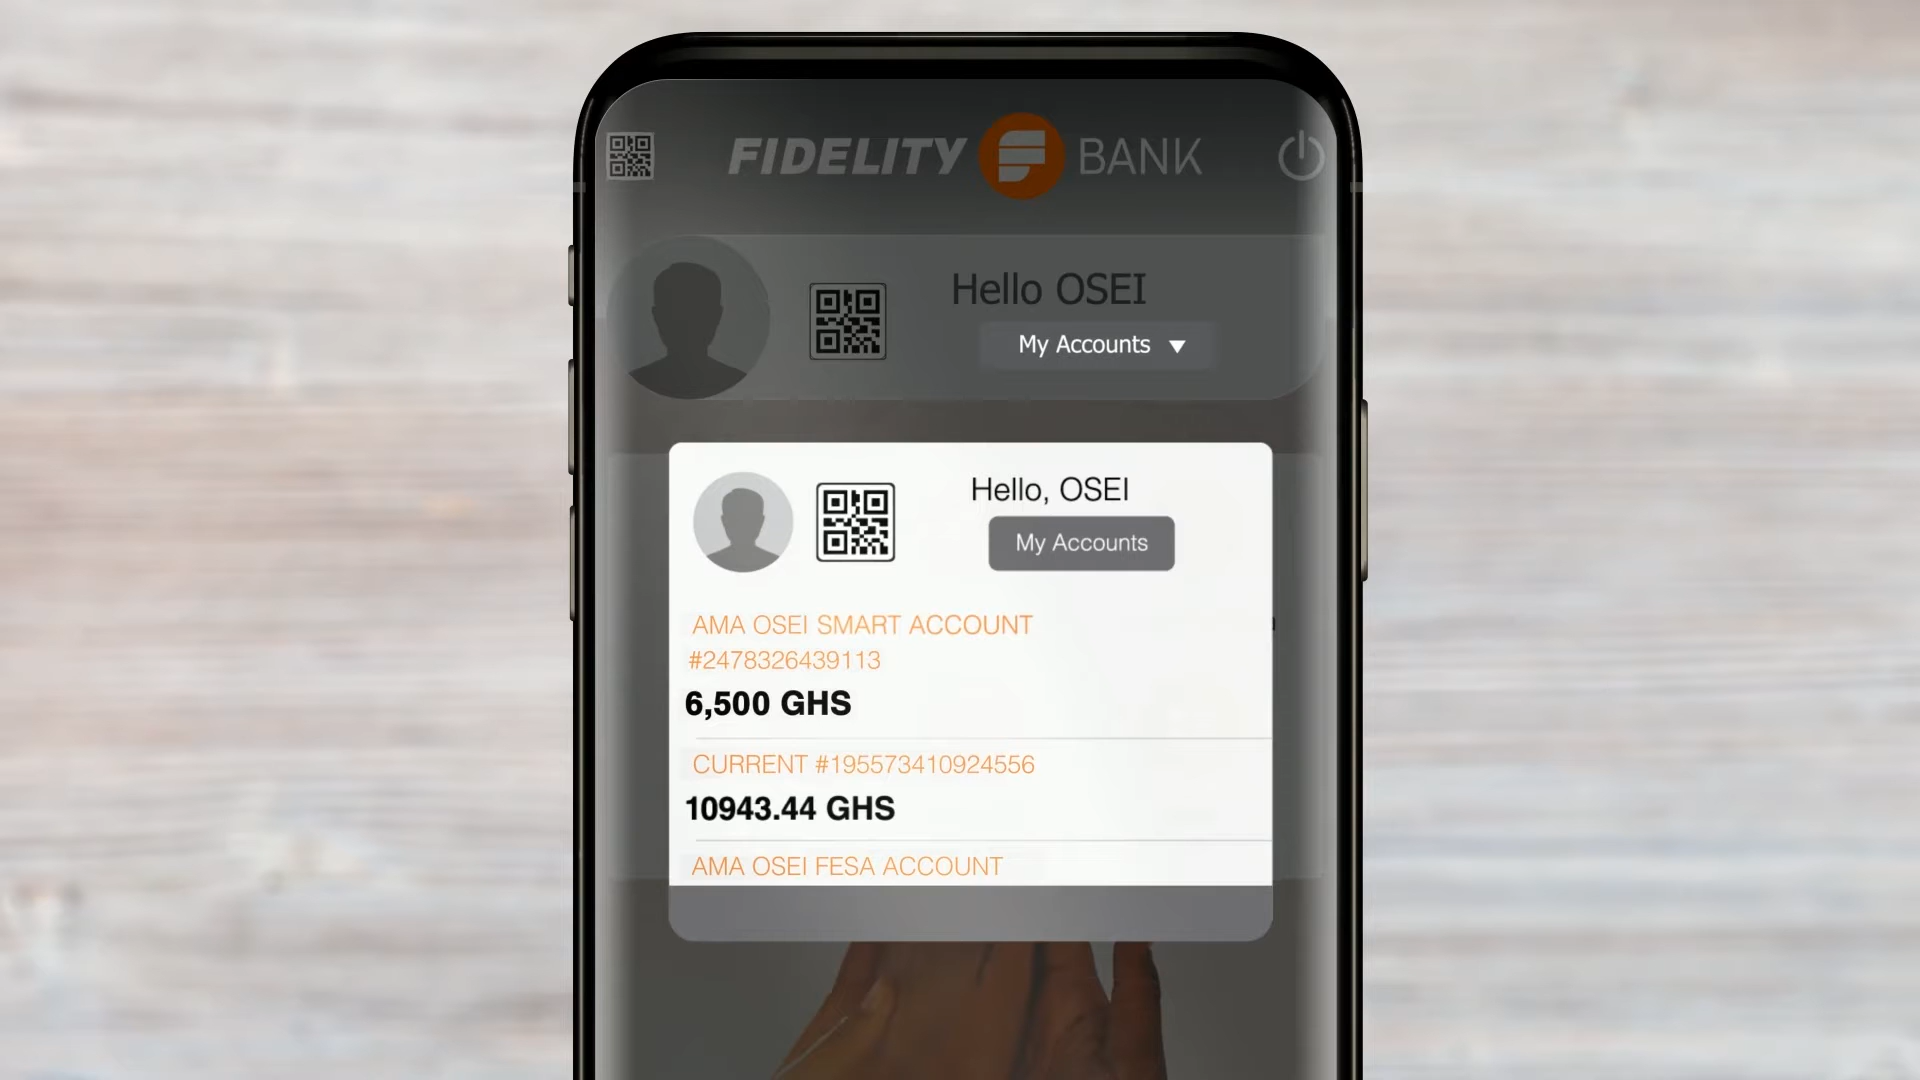 FIDELITY BANK
Hello OSEI
My Accounts
Hello, OSEI
My Accounts
AMA OSEI SMART ACCOUNT
#2478326439113
6,500 GHS
CURRENT #195573410924556
10943.44 GHS
AMA OSEI FESA ACCOUNT